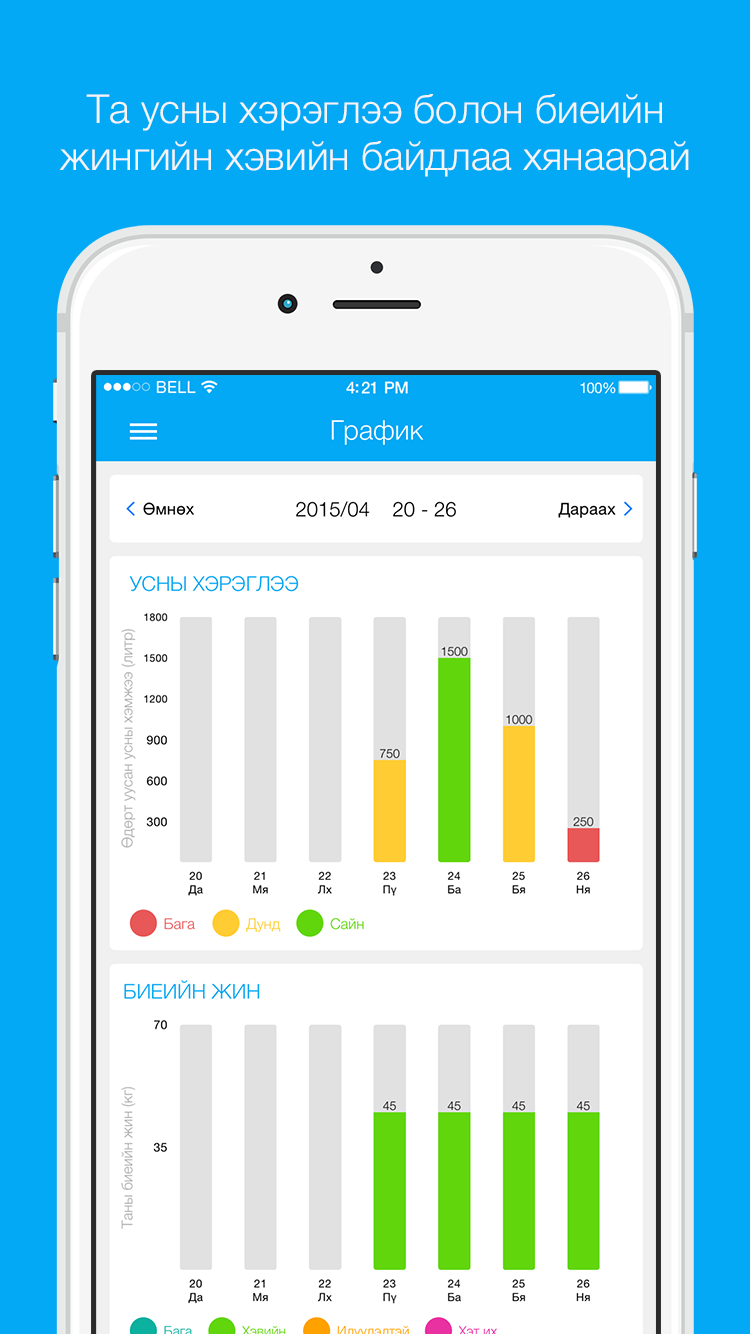 Та усны хэрэглээ болон биеийн
жингийн хэвийн байдлаа хянаарай
BELL 4:21 PM 100%
График
Өмнөх 2015/04 20 - 26 Дараах
УСНЫ ХЭРЭГЛЭЭ
Өдөрт уусан усны хэмжээ (литр)
1800
1500
1200
900
600
300
750 1500 1000 250
20 21 22 23 24 25 26
Да Мя Лх Пү Ба Бя Ня
Бага Дунд Сайн
БИЕИЙН ЖИН
Таны биеийн жин (кг)
70
35
45 45 45 45
20 21 22 23 24 25 26
Да Мя Лх Пү Ба Бя Ня
Бага Хэвийн Илүүдэлтэй Хэт их